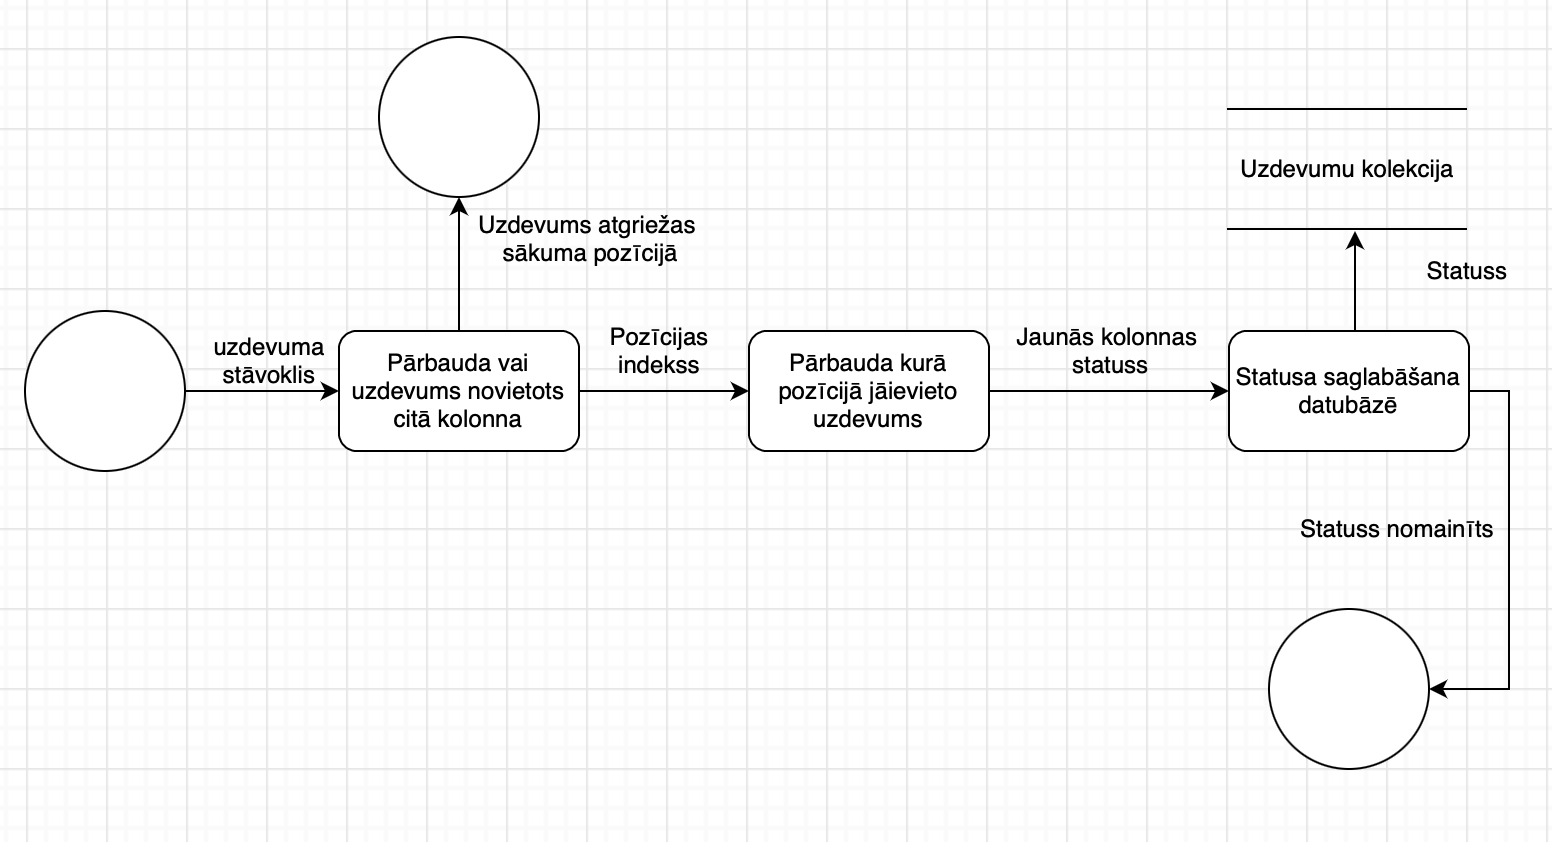 Uzdevumu kolekcija
Uzdevums atgriežas
sākuma pozīcijā
Statuss
uzdevuma
stāvoklis
Pārbauda vai
uzdevums novietots
citā kolonna
Pozīcijas
indekss
Pārbauda kurā
pozīcijā jāievieto
uzdevums
Jaunās kolonnas
statuss
Statusa saglabāšana
datubāzē
Statuss nomainīts